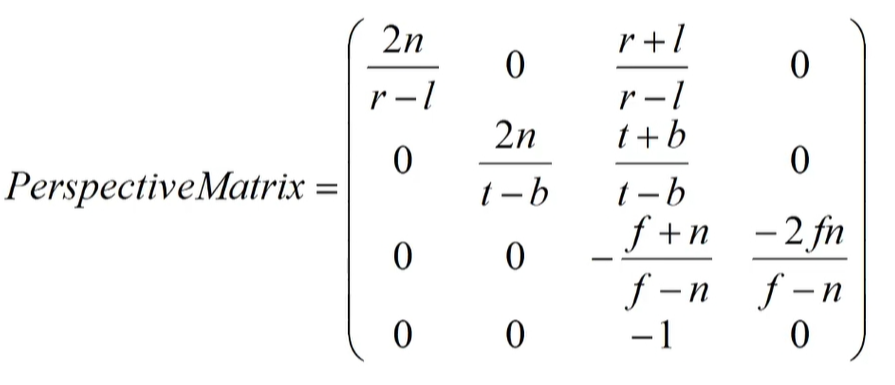 PerspectiveMatrix = 
( 2n/(r − l) 0 (r + l)/(r − l) 0
0 2n/(t − b) (t + b)/(t − b) 0
0 0 −(f + n)/(f − n) −2fn/(f − n)
0 0 −1 0 )